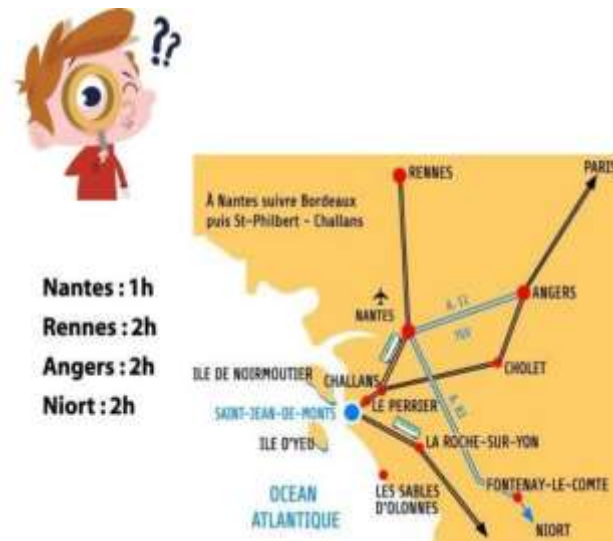 ??
Nantes : 1h
Rennes : 2h
Angers : 2h
Niort : 2h
À Nantes suivre Bordeaux
puis St-Philbert - Challans
RENNES
PARIS
NANTES
ANGERS
CHOLET
ILE DE NOIRMOUTIER
CHALLANS
SAINT-JEAN-DE-MONTS
LE PERRIER
ILE D'YEU
LA ROCHE-SUR-YON
LES SABLES
D'OLONNES
OCEAN
ATLANTIQUE
FONTENAY-LE-COMTE
NIORT